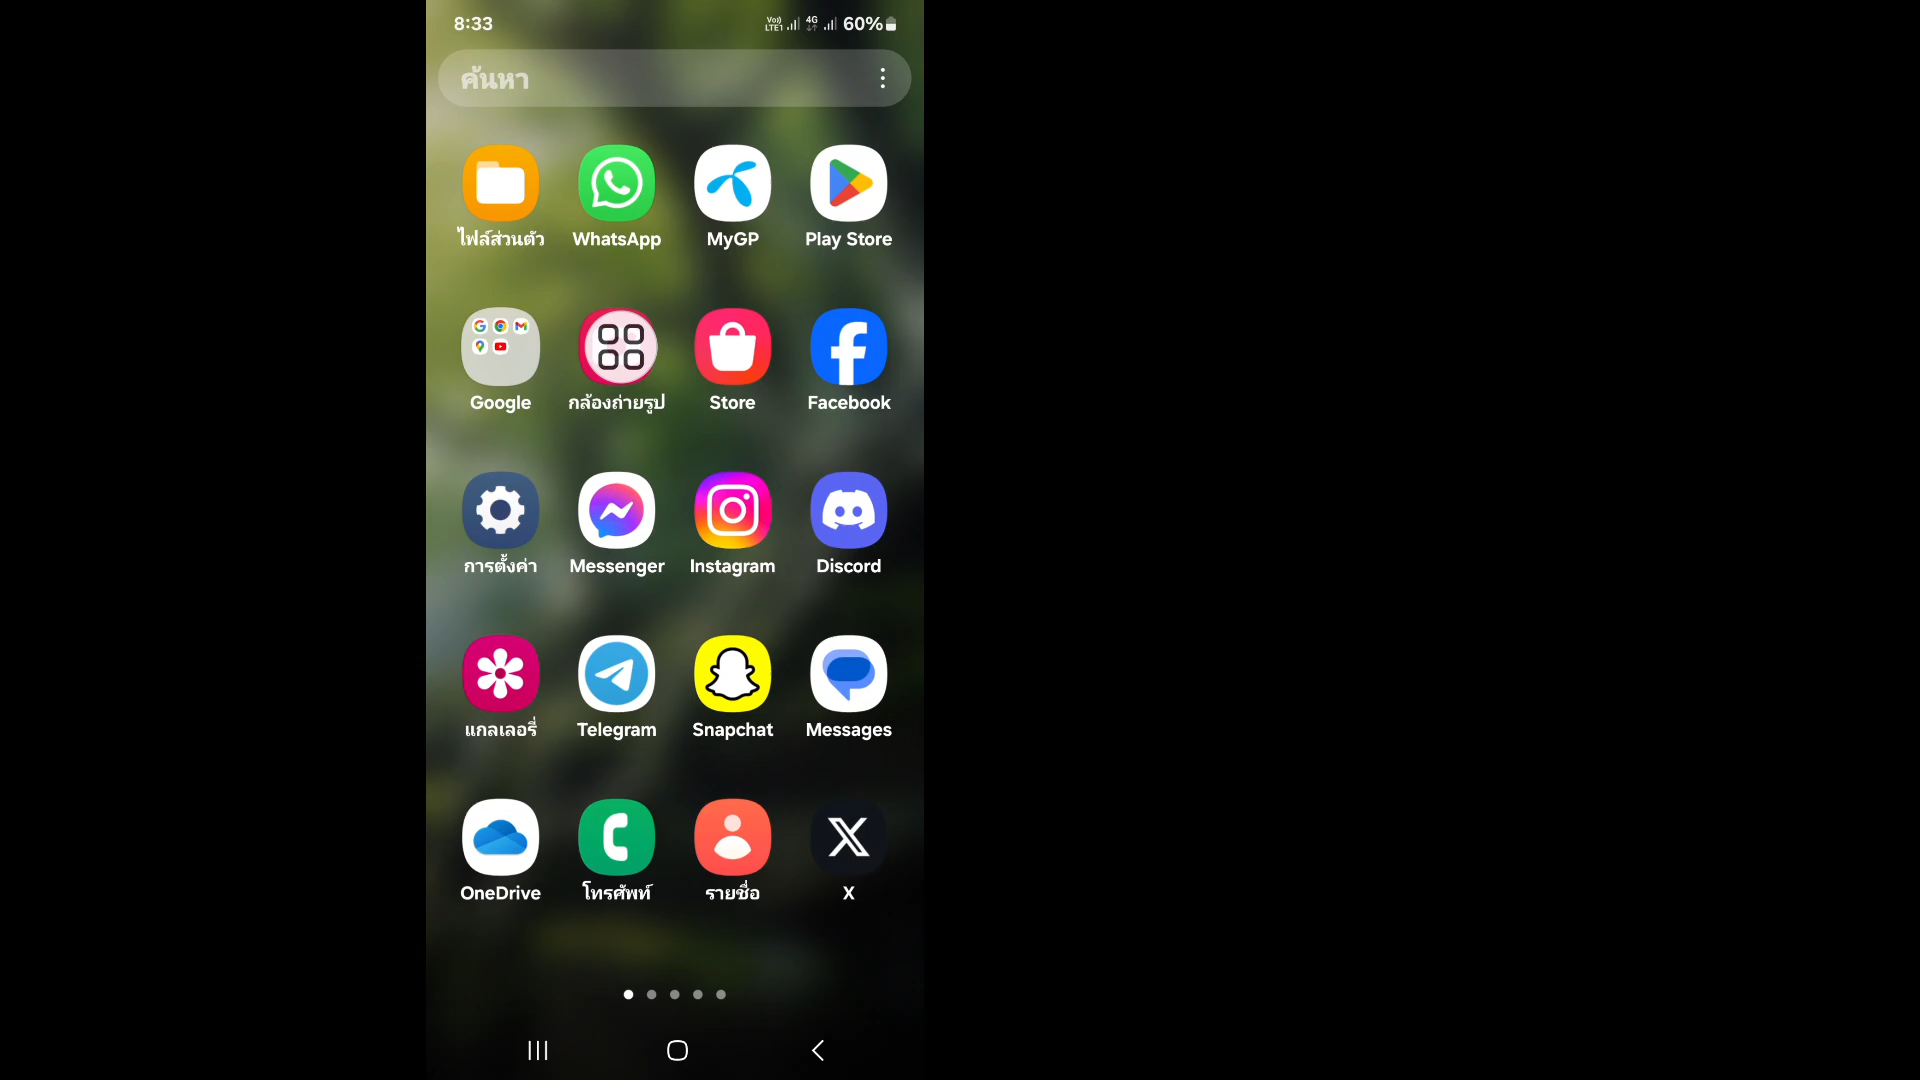 8:33
Vo)) LTE1 4G 60%
ค้นหา
ไฟล์ส่วนตัว WhatsApp MyGP Play Store
Google กล้องถ่ายรูป Store Facebook
การตั้งค่า Messenger Instagram Discord
แกลเลอรี่ Telegram Snapchat Messages
OneDrive โทรศัพท์ รายชื่อ X